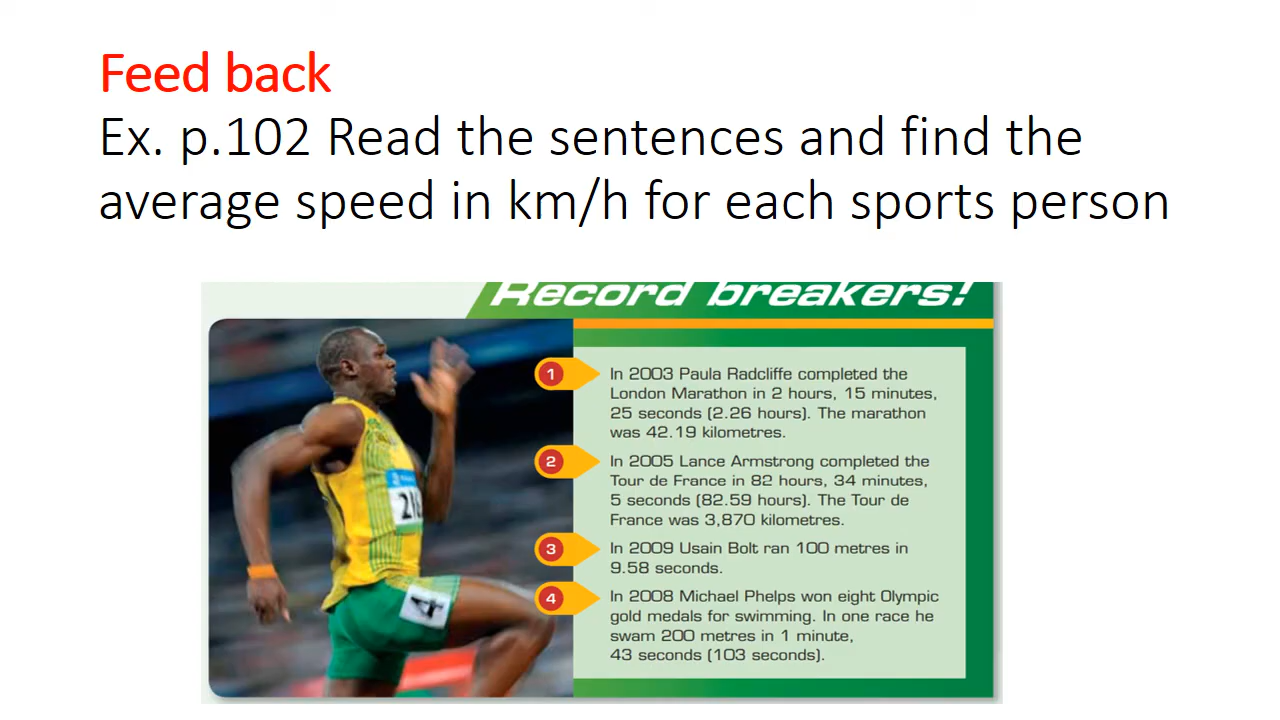 Feed back
Ex. p.102 Read the sentences and find the
average speed in km/h for each sports person
Record breakers!
1
In 2003 Paula Radcliffe completed the
London Marathon in 2 hours, 15 minutes,
25 seconds (2.26 hours). The marathon
was 42.19 kilometres.
2
In 2005 Lance Armstrong completed the
Tour de France in 82 hours, 34 minutes,
5 seconds (82.59 hours). The Tour de
France was 3,870 kilometres.
3
In 2009 Usain Bolt ran 100 metres in
9.58 seconds.
4
In 2008 Michael Phelps won eight Olympic
gold medals for swimming. In one race he
swam 200 metres in 1 minute,
43 seconds (103 seconds).
4